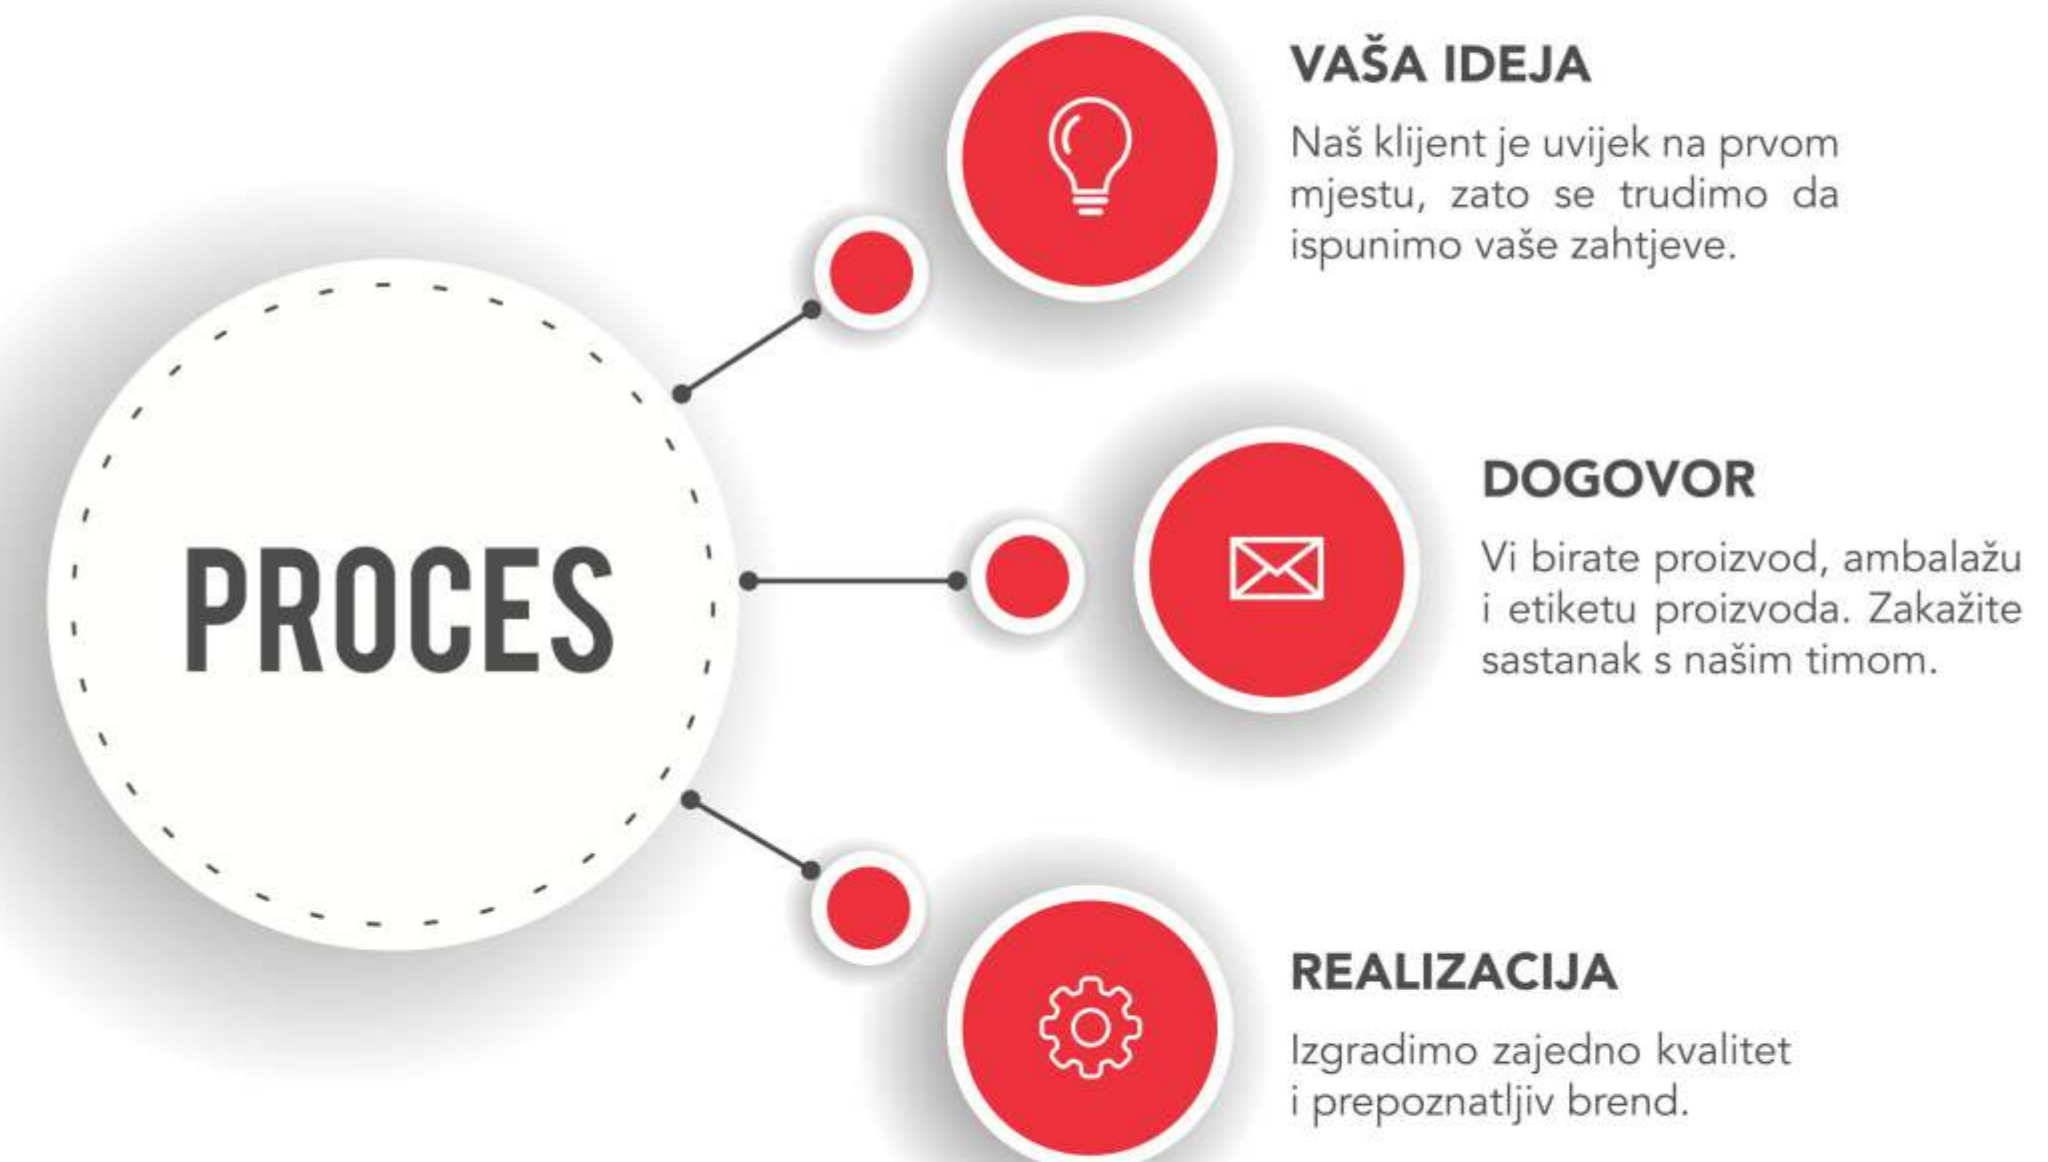 PROCES
VAŠA IDEJA
Naš klijent je uvijek na prvom
mjestu, zato se trudimo da
ispunimo vaše zahtjeve.
DOGOVOR
Vi birate proizvod, ambalažu
i etiketu proizvoda. Zakažite
sastanak s našim timom.
REALIZACIJA
Izgradimo zajedno kvalitet
i prepoznatljiv brend.